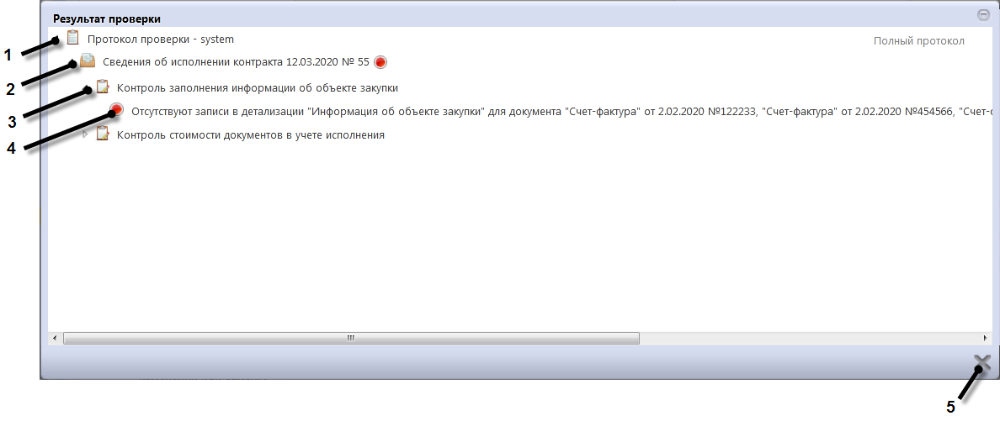 Результат проверки
Протокол проверки - system
Полный протокол
1
Сведения об исполнении контракта 12.03.2020 № 55
2
Контроль заполнения информации об объекте закупки
3
Отсутствуют записи в детализации "Информация об объекте закупки" для документа "Счет-фактура" от 2.02.2020 №122233, "Счет-фактура" от 2.02.2020 №454566, "Счет-
4
Контроль стоимости документов в учете исполнения
5